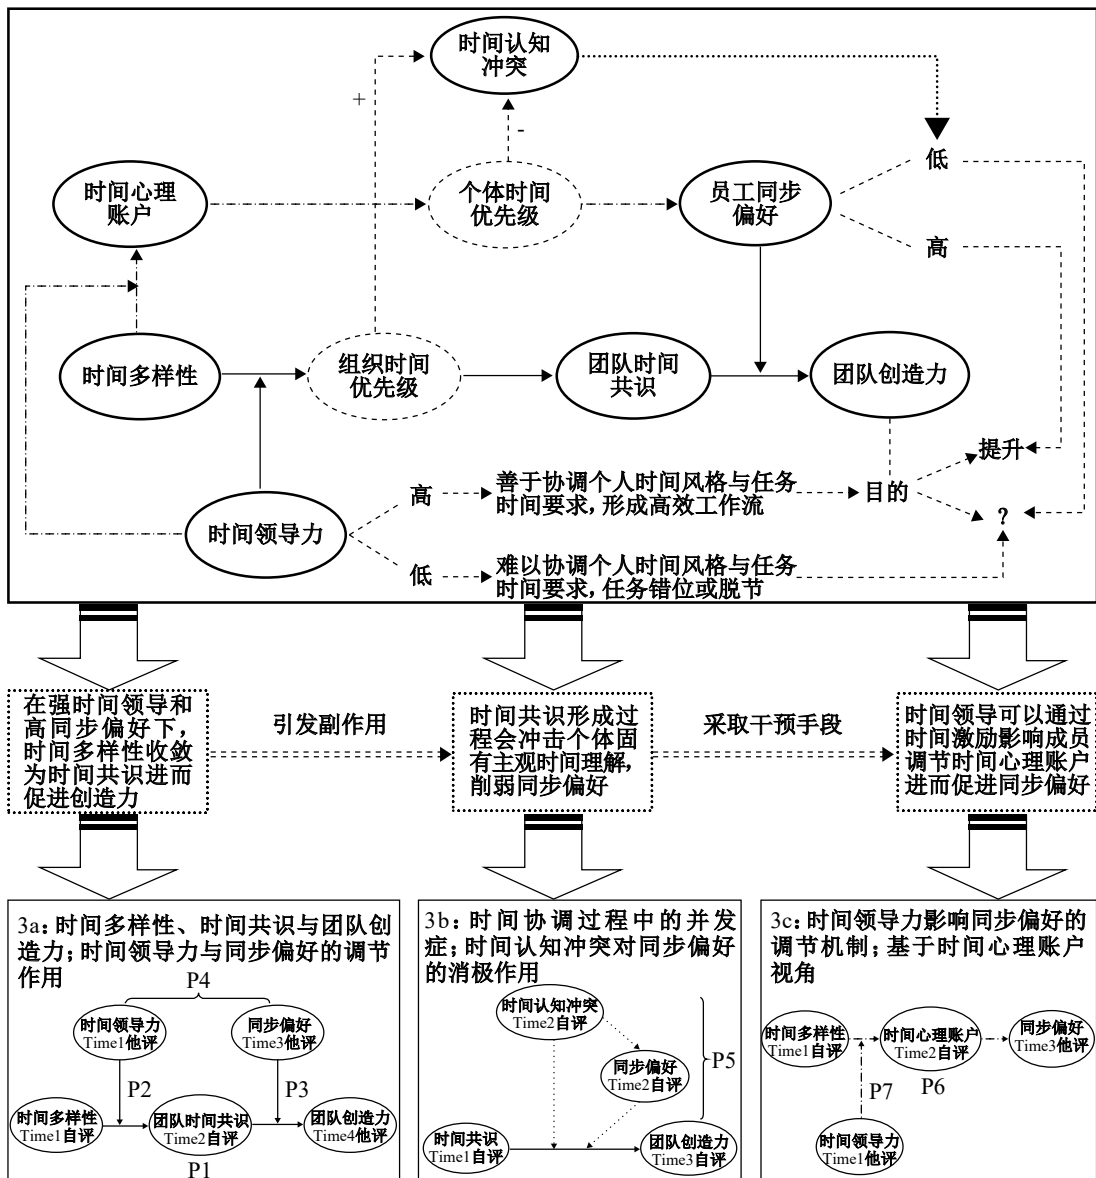 时间认知
冲突
+
-
低
时间心理
账户
个体时间
优先级
员工同步
偏好
高
时间多样性
组织时间
优先级
团队时间
共识
团队创造力
提升
高
善于协调个人时间风格与任务
时间要求,形成高效工作流
目的
?
时间领导力
低
难以协调个人时间风格与任务
时间要求,任务错位或脱节
在强时间领导和
高同步偏好下,
时间多样性收敛
为时间共识进而
促进创造力
引发副作用
时间共识形成过
程会冲击个体固
有主观时间理解,
削弱同步偏好
采取干预手段
时间领导可以通过
时间激励影响成员
调节时间心理账户
进而促进同步偏好
3a:时间多样性、时间共识与团队创
造力;时间领导力与同步偏好的调节
作用
P4
时间领导力
Time1他评
同步偏好
Time3他评
P2
P3
时间多样性
Time1自评
团队时间共识
Time2自评
团队创造力
Time4他评
P1
3b:时间协调过程中的并发
症;时间认知冲突对同步偏好
的消极作用
时间认知冲突
Time2自评
同步偏好
Time2自评
P5
时间共识
Time1自评
团队创造力
Time3自评
3c:时间领导力影响同步偏好的
调节机制;基于时间心理账户
视角
时间多样性
Time1自评
时间心理账户
Time2自评
同步偏好
Time3他评
P7
P6
时间领导力
Time1他评